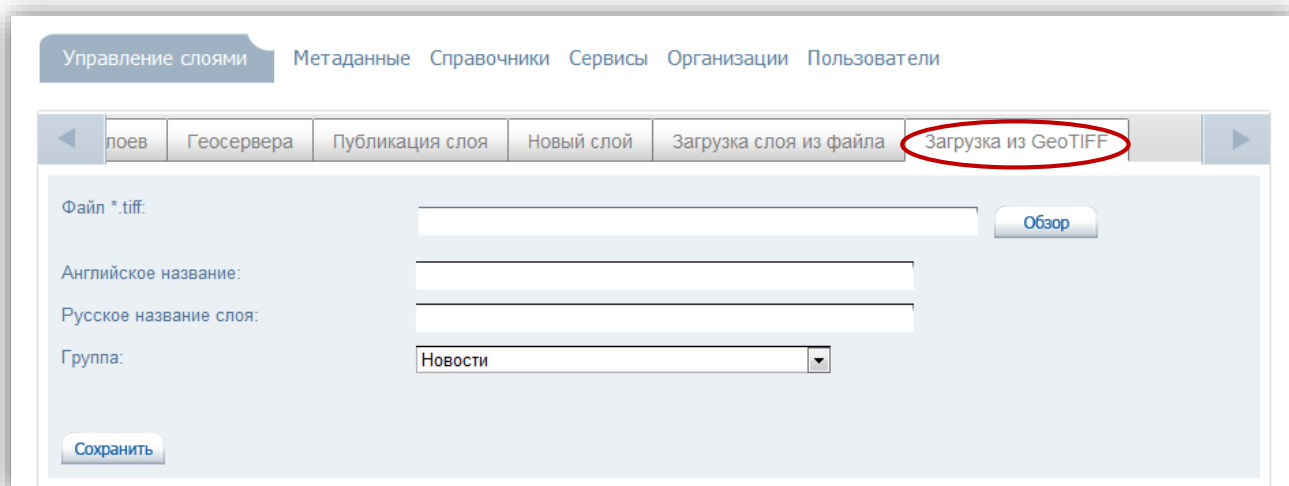 Управление слоями Метаданные Справочники Сервисы Организации Пользователи
лоев Геосервера Публикация слоя Новый слой Загрузка слоя из файла Загрузка из GeoTIFF
Файл *.tiff:
Обзор
Английское название:
Русское название слоя:
Группа: Новости
Сохранить